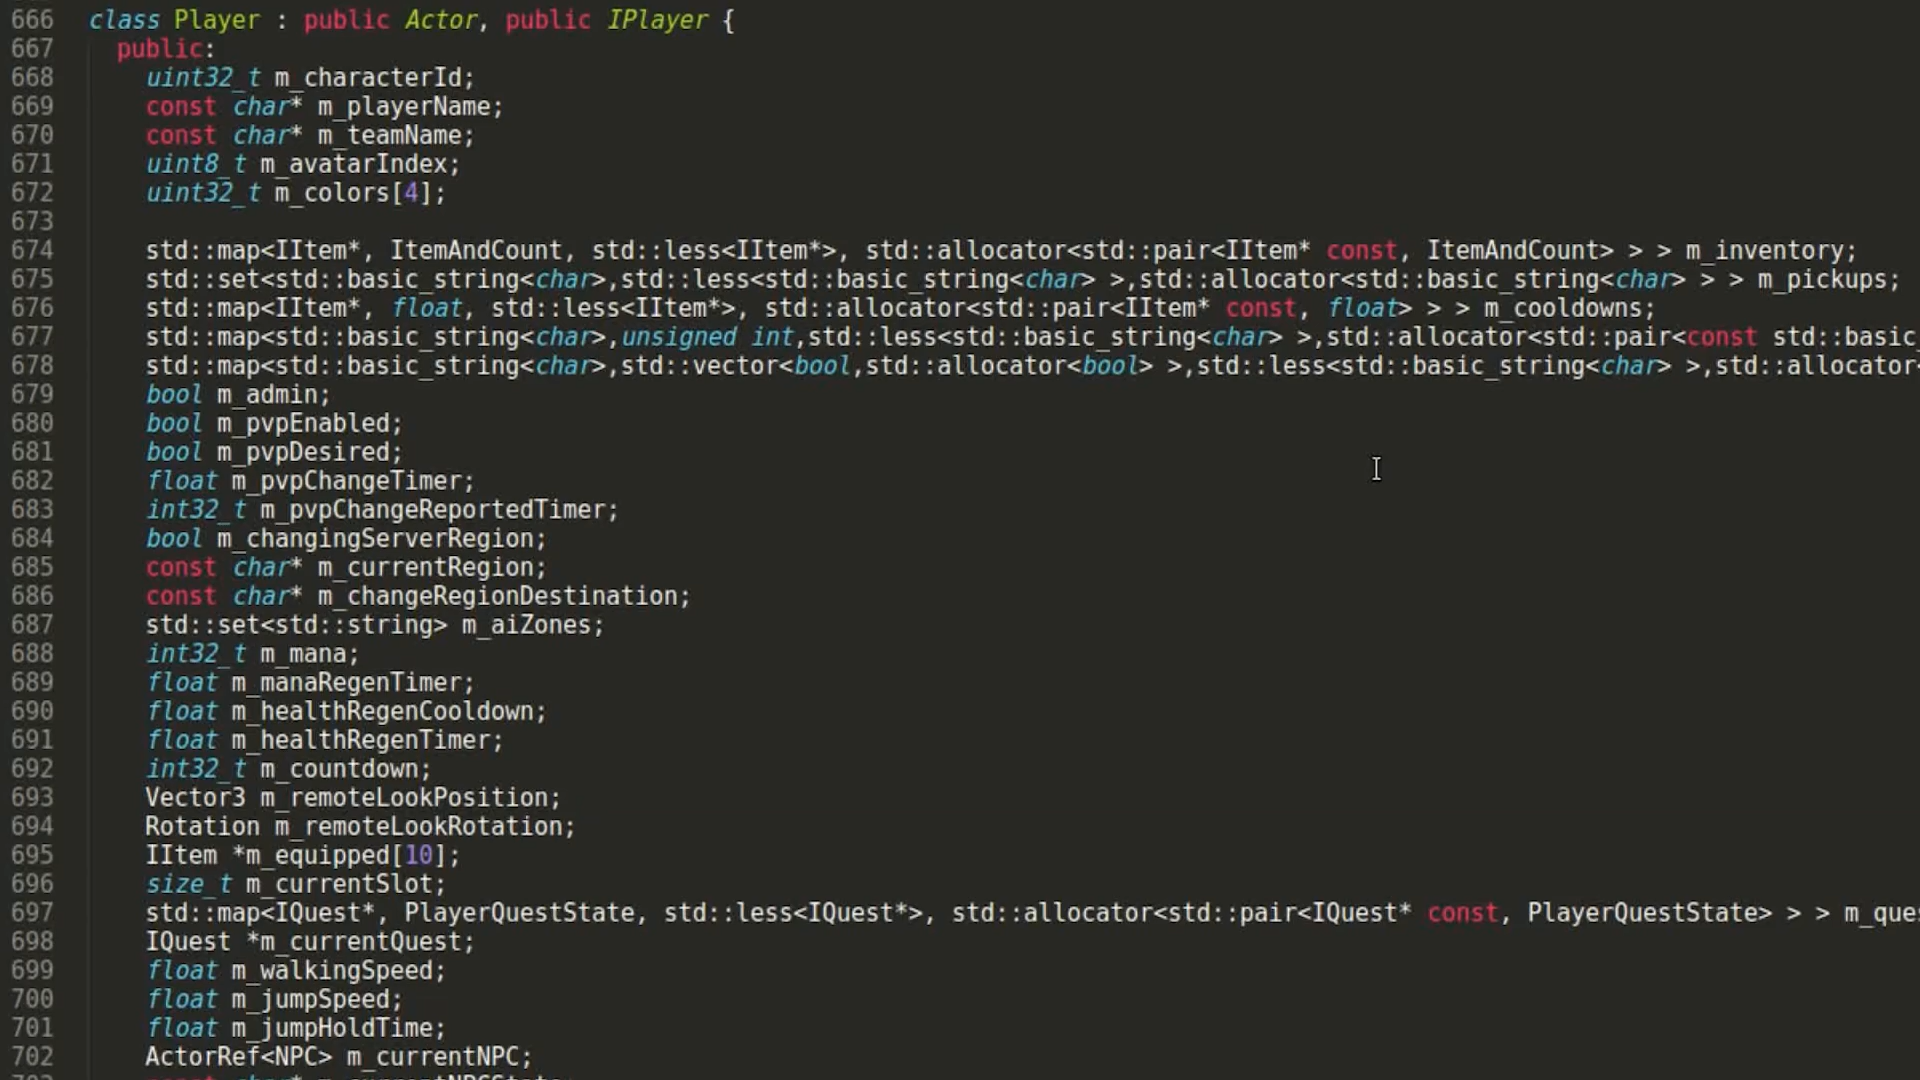 666 class Player : public Actor, public IPlayer {
667 public:
668 uint32_t m_characterId;
669 const char* m_playerName;
670 const char* m_teamName;
671 uint8_t m_avatarIndex;
672 uint32_t m_colors[4];
673
674 std::map<IItem*, ItemAndCount, std::less<IItem*>, std::allocator<std::pair<IItem* const, ItemAndCount> > > m_inventory;
675 std::set<std::basic_string<char>,std::less<std::basic_string<char> >,std::allocator<std::basic_string<char> > > m_pickups;
676 std::map<IItem*, float, std::less<IItem*>, std::allocator<std::pair<IItem* const, float> > > m_cooldowns;
677 std::map<std::basic_string<char>,unsigned int,std::less<std::basic_string<char> >,std::allocator<std::pair<const std::basic_
678 std::map<std::basic_string<char>,std::vector<bool,std::allocator<bool> >,std::less<std::basic_string<char> >,std::allocator<
679 bool m_admin;
680 bool m_pvpEnabled;
681 bool m_pvpDesired;
682 float m_pvpChangeTimer;
683 int32_t m_pvpChangeReportedTimer;
684 bool m_changingServerRegion;
685 const char* m_currentRegion;
686 const char* m_changeRegionDestination;
687 std::set<std::string> m_aiZones;
688 int32_t m_mana;
689 float m_manaRegenTimer;
690 float m_healthRegenCooldown;
691 float m_healthRegenTimer;
692 int32_t m_countdown;
693 Vector3 m_remoteLookPosition;
694 Rotation m_remoteLookRotation;
695 IItem *m_equipped[10];
696 size_t m_currentSlot;
697 std::map<IQuest*, PlayerQuestState, std::less<IQuest*>, std::allocator<std::pair<IQuest* const, PlayerQuestState> > > m_ques
698 IQuest *m_currentQuest;
699 float m_walkingSpeed;
700 float m_jumpSpeed;
701 float m_jumpHoldTime;
702 ActorRef<NPC> m_currentNPC;